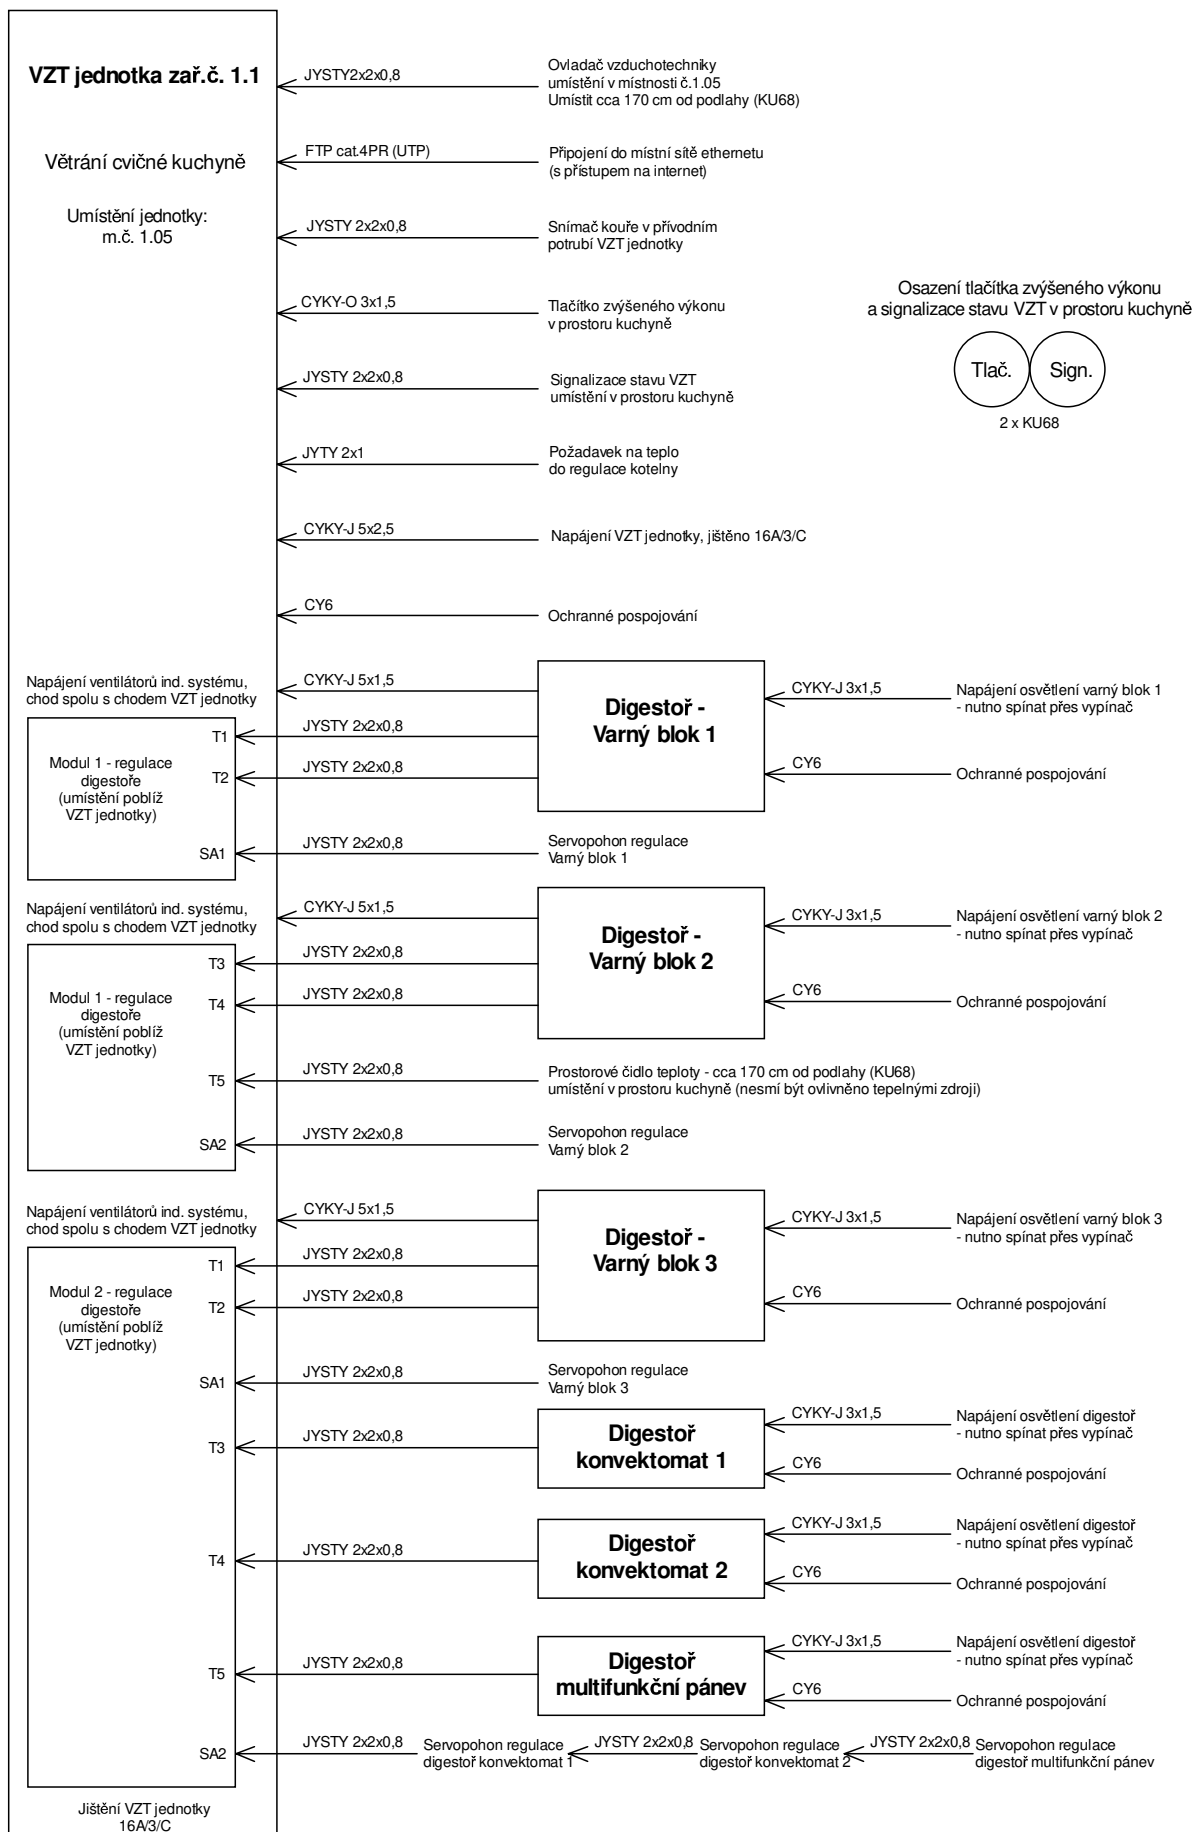 VZT jednotka zař.č. 1.1
Větrání cvičné kuchyně
Umístění jednotky:
m.č. 1.05
JYSTY2x2x0,8
Ovladač vzduchotechniky
umístění v místnosti č.1.05
Umístit cca 170 cm od podlahy (KU68)
FTP cat.4PR (UTP)
Připojení do místní sítě ethernetu
(s přístupem na internet)
JYSTY 2x2x0,8
Snímač kouře v přívodním
potrubí VZT jednotky
CYKY-O 3x1,5
Tlačítko zvýšeného výkonu
v prostoru kuchyně
JYSTY 2x2x0,8
Signalizace stavu VZT
umístění v prostoru kuchyně
Osazení tlačítka zvýšeného výkonu
a signalizace stavu VZT v prostoru kuchyně
Tlač.
Sign.
2 x KU68
JYTY 2x1
Požadavek na teplo
do regulace kotelny
CYKY-J 5x2,5
Napájení VZT jednotky, jištěno 16A/3/C
CY6
Ochranné pospojování
Napájení ventilátorů ind. systému,
chod spolu s chodem VZT jednotky
CYKY-J 5x1,5
Digestoř -
Varný blok 1
CYKY-J 3x1,5
Napájení osvětlení varný blok 1
- nutno spínat přes vypínač
Modul 1 - regulace
digestoře
(umístění poblíž
VZT jednotky)
T1
JYSTY 2x2x0,8
T2
JYSTY 2x2x0,8
CY6
Ochranné pospojování
SA1
JYSTY 2x2x0,8
Servopohon regulace
Varný blok 1
Napájení ventilátorů ind. systému,
chod spolu s chodem VZT jednotky
CYKY-J 5x1,5
Digestoř -
Varný blok 2
CYKY-J 3x1,5
Napájení osvětlení varný blok 2
- nutno spínat přes vypínač
Modul 1 - regulace
digestoře
(umístění poblíž
VZT jednotky)
T3
JYSTY 2x2x0,8
T4
JYSTY 2x2x0,8
CY6
Ochranné pospojování
T5
JYSTY 2x2x0,8
Prostorové čidlo teploty - cca 170 cm od podlahy (KU68)
umístění v prostoru kuchyně (nesmí být ovlivněno tepelnými zdroji)
SA2
JYSTY 2x2x0,8
Servopohon regulace
Varný blok 2
Napájení ventilátorů ind. systému,
chod spolu s chodem VZT jednotky
CYKY-J 5x1,5
Digestoř -
Varný blok 3
CYKY-J 3x1,5
Napájení osvětlení varný blok 3
- nutno spínat přes vypínač
Modul 2 - regulace
digestoře
(umístění poblíž
VZT jednotky)
T1
JYSTY 2x2x0,8
T2
JYSTY 2x2x0,8
CY6
Ochranné pospojování
SA1
JYSTY 2x2x0,8
Servopohon regulace
Varný blok 3
T3
JYSTY 2x2x0,8
Digestoř
konvektomat 1
CYKY-J 3x1,5
Napájení osvětlení digestoř
- nutno spínat přes vypínač
CY6
Ochranné pospojování
T4
JYSTY 2x2x0,8
Digestoř
konvektomat 2
CYKY-J 3x1,5
Napájení osvětlení digestoř
- nutno spínat přes vypínač
CY6
Ochranné pospojování
T5
JYSTY 2x2x0,8
Digestoř
multifunkční pánev
CYKY-J 3x1,5
Napájení osvětlení digestoř
- nutno spínat přes vypínač
CY6
Ochranné pospojování
SA2
JYSTY 2x2x0,8
Servopohon regulace
digestoř konvektomat 1
JYSTY 2x2x0,8
Servopohon regulace
digestoř konvektomat 2
JYSTY 2x2x0,8
Servopohon regulace
digestoř multifunkční pánev
Jištění VZT jednotky
16A/3/C